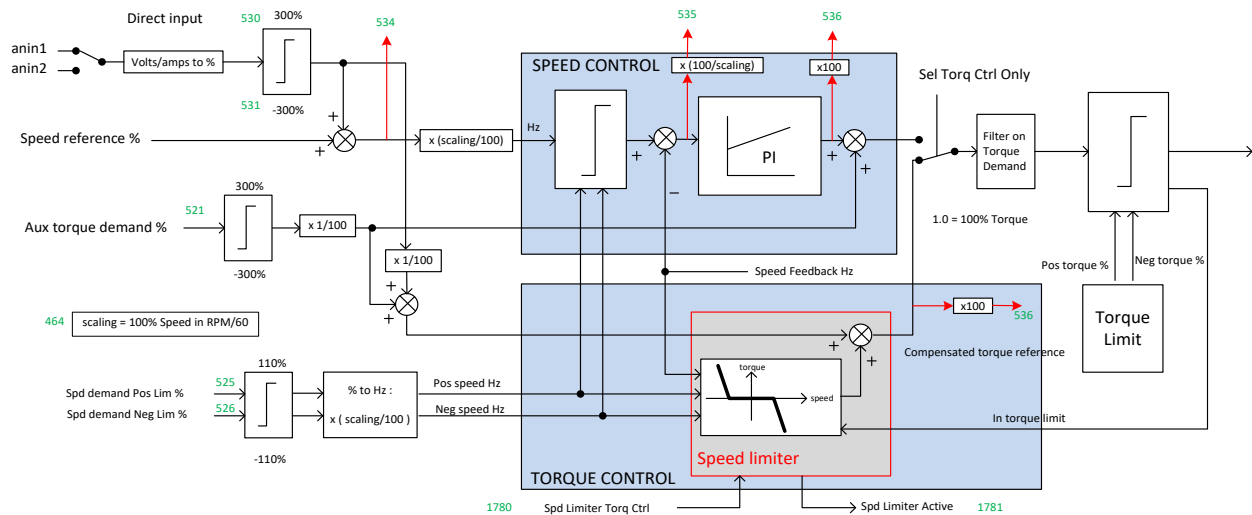 Direct input
530
300%
534
535
536
anin1
anin2
Volts/amps to %
531
-300%
SPEED CONTROL
x (100/scaling)
x100
Sel Torq Ctrl Only
Speed reference %
+
+
x (scaling/100)
Hz
+
−
PI
+
+
Filter on
Torque
Demand
300%
521
Aux torque demand %
x 1/100
-300%
x 1/100
1.0 = 100% Torque
Speed Feedback Hz
Pos torque %
Neg torque %
+
+
464
scaling = 100% Speed in RPM/60
x100
536
Torque
Limit
+
+
Compensated torque reference
110%
Spd demand Pos Lim %
525
Spd demand Neg Lim %
526
-110%
% to Hz :
x ( scaling/100 )
Pos speed Hz
Neg speed Hz
torque
speed
In torque limit
Speed limiter
TORQUE CONTROL
1780
Spd Limiter Torq Ctrl
Spd Limiter Active
1781